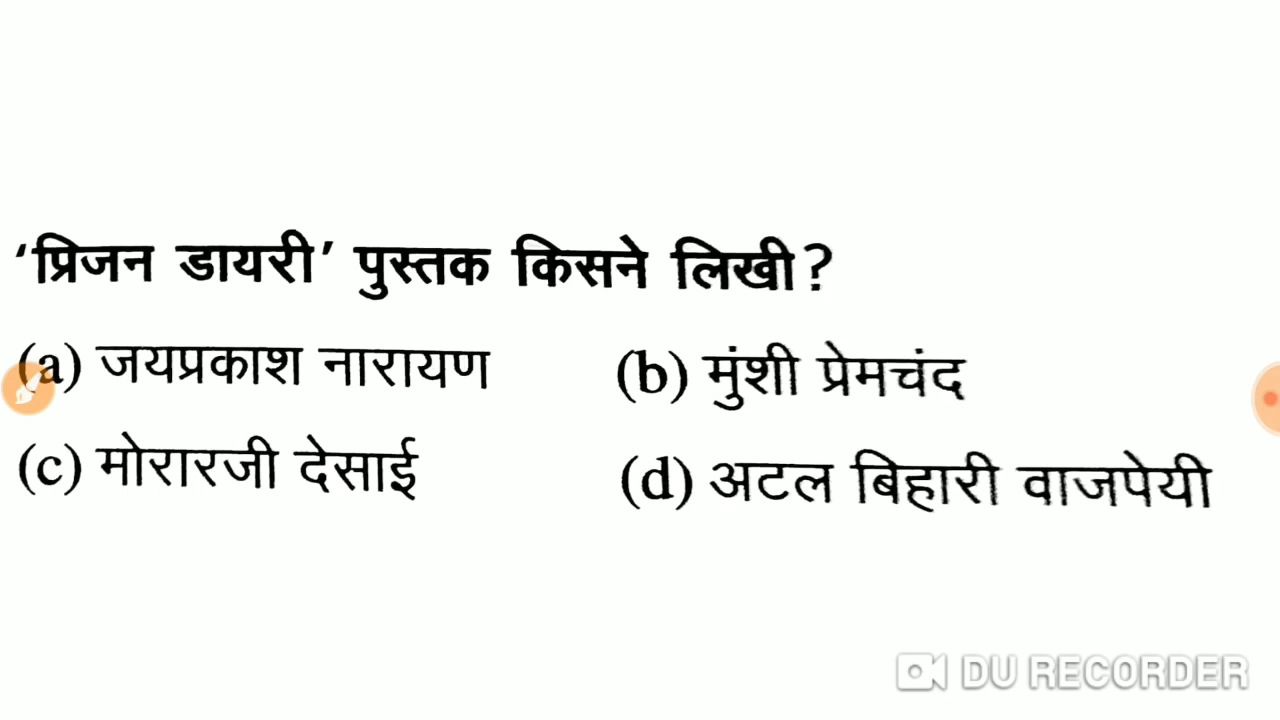 ‘प्रिजन डायरी’ पुस्तक किसने लिखी?
(a) जयप्रकाश नारायण (b) मुंशी प्रेमचंद
(c) मोरारजी देसाई (d) अटल बिहारी वाजपेयी
DU RECORDER